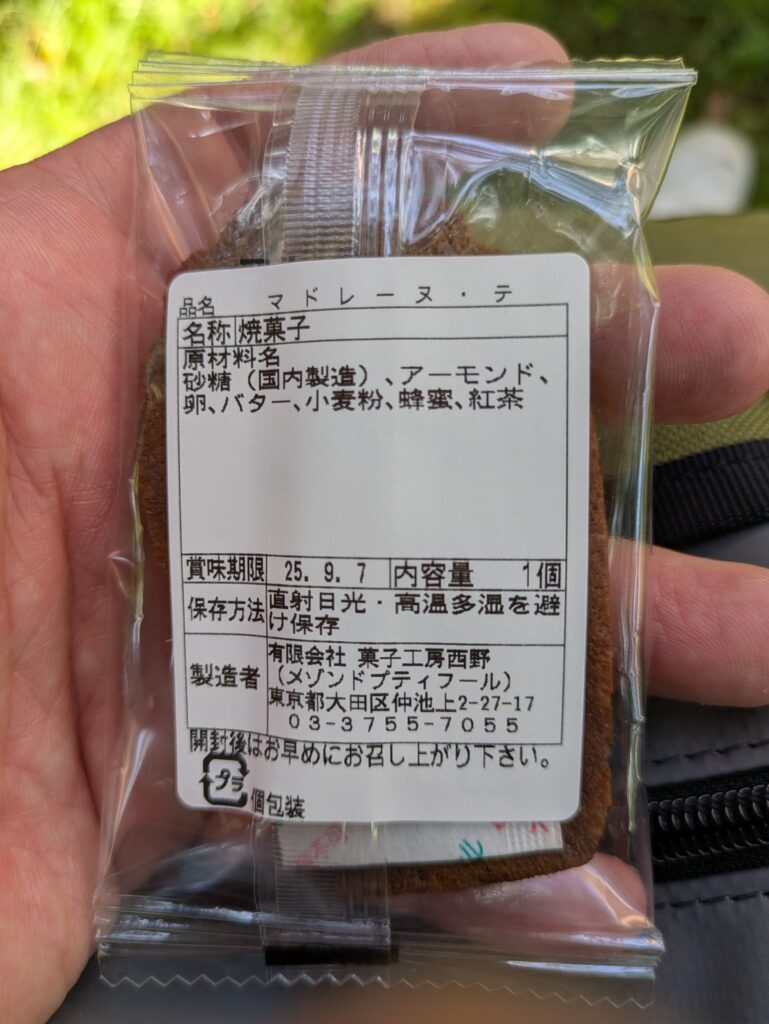 品名 マドレーヌ・テ
名称 焼菓子
原材料名
砂糖（国内製造）、アーモンド、
卵、バター、小麦粉、蜂蜜、紅茶
賞味期限 25. 9. 7 内容量 1個
保存方法 直射日光・高温多湿を避
け保存
製造者 有限会社 菓子工房西野
（メゾンドプティフール）
東京都大田区仲池上2-27-17
03-3755-7055
開封後はお早めにお召し上がり下さい。
プラ 個包装